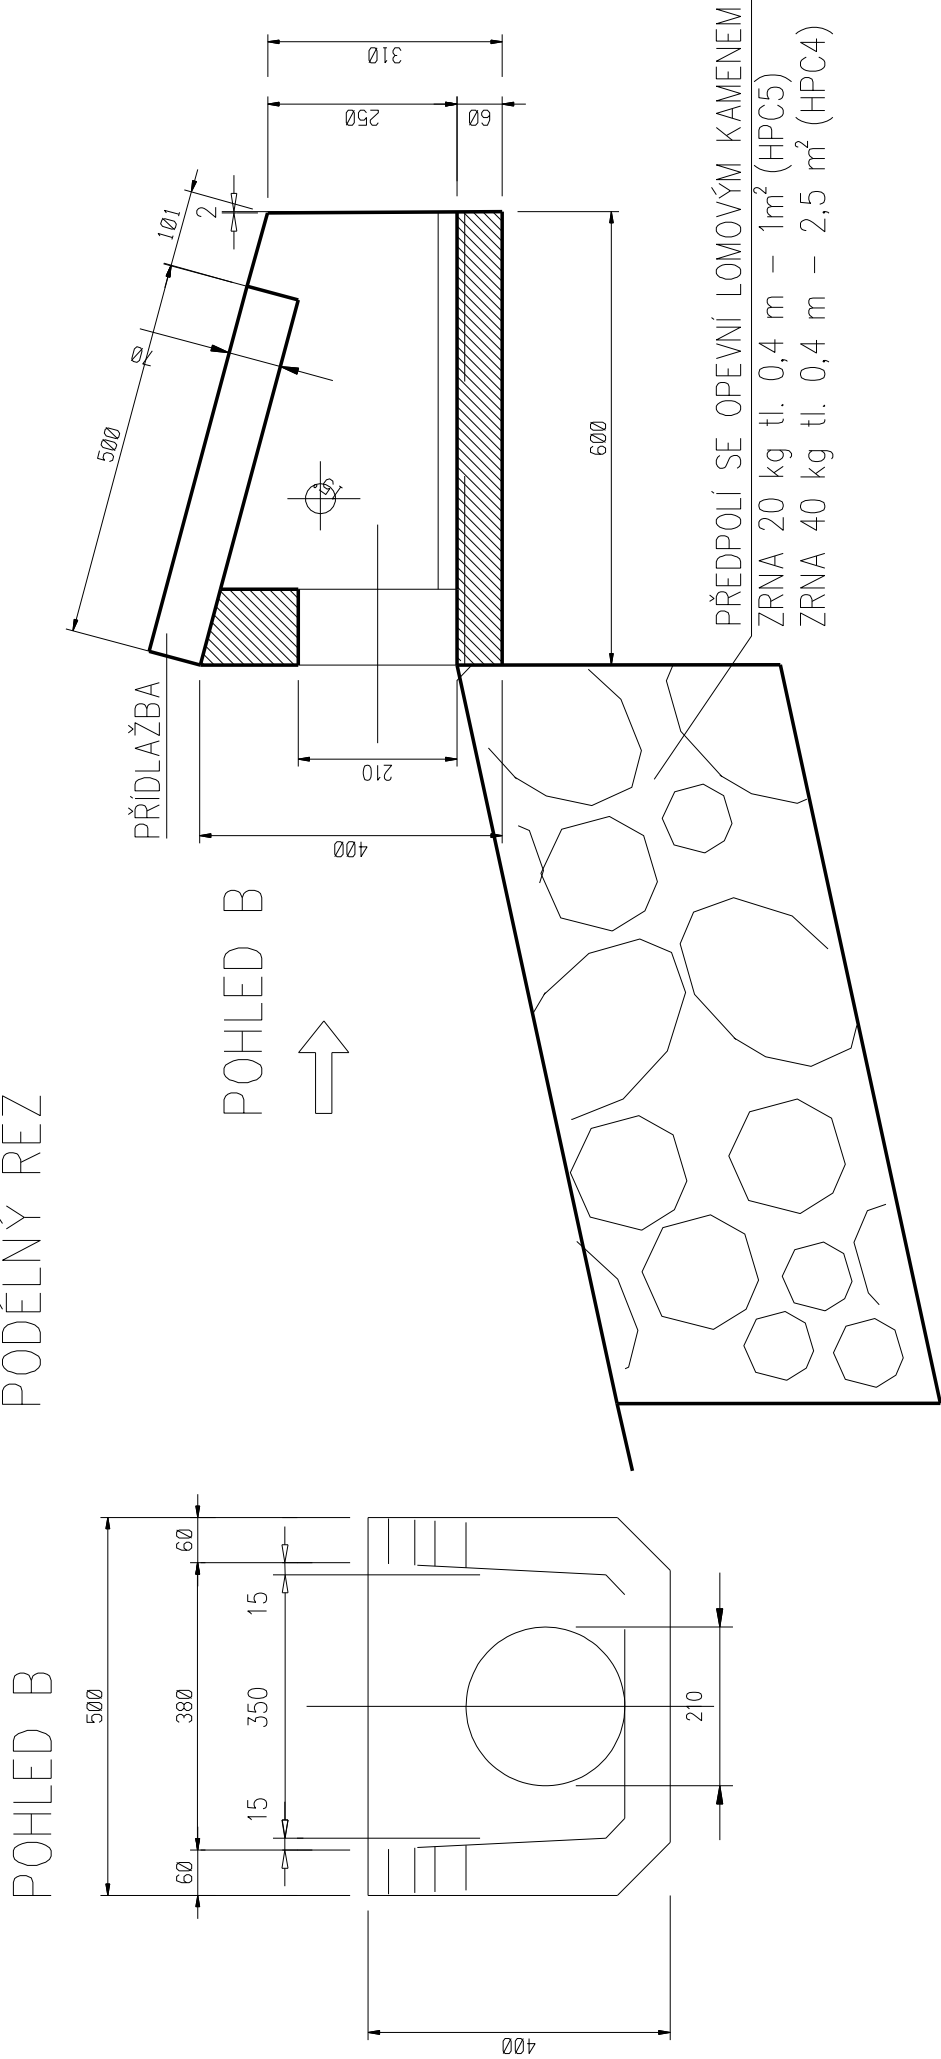 PODÉLNÝ REZ
POHLED B
PŘÍDLAŽBA
500
101
2
70
15
310
250
60
600
210
400
PŘEDPOLÍ SE OPEVNÍ LOMOVÝM KAMENEM
ZRNA 20 kg tl. 0,4 m – 1m² (HPC5)
ZRNA 40 kg tl. 0,4 m – 2,5 m² (HPC4)
POHLED B
500
60
380
60
15
350
15
210
400